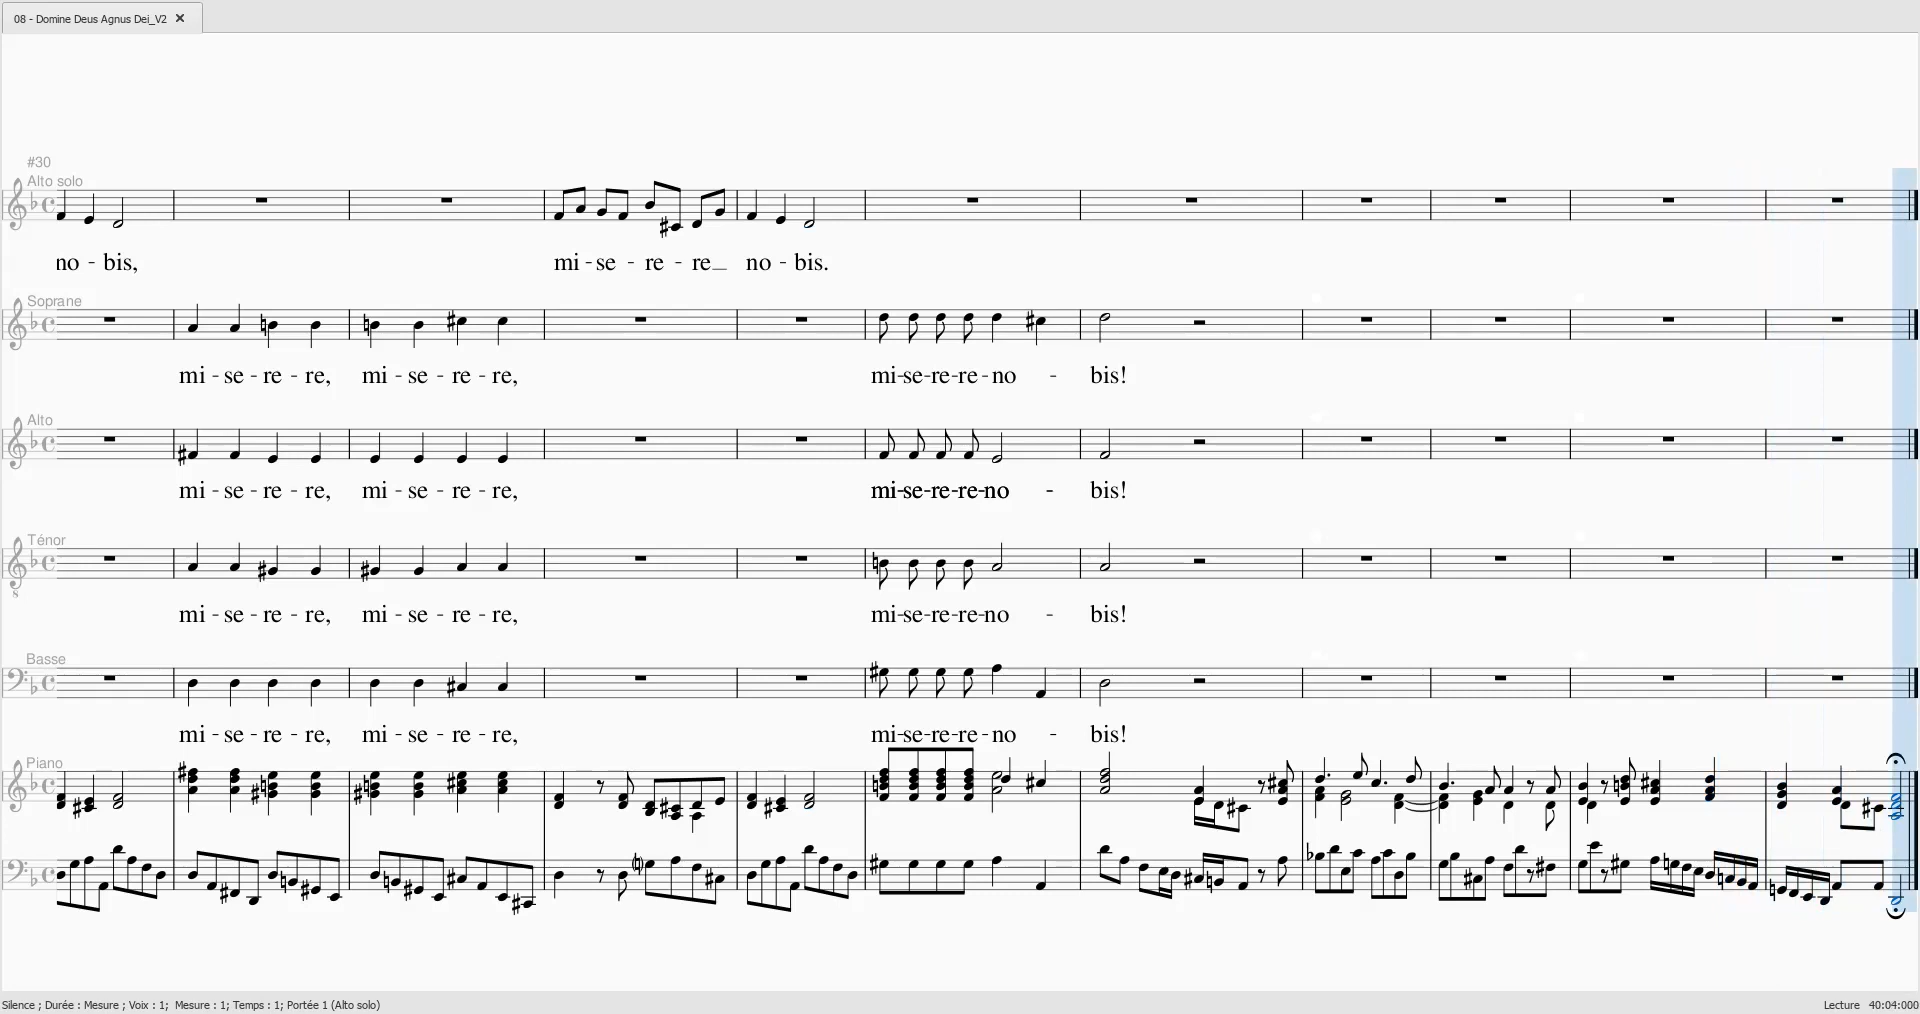 08 - Domine Deus Agnus Dei_V2 ✕
#30
Alto solo
no - bis, mi - se - re - re_ no - bis.
Soprane
mi - se - re - re, mi - se - re - re, mi-se-re-re-no - bis!
Alto
mi - se - re - re, mi - se - re - re, mi-se-re-re-no - bis!
Ténor
mi - se - re - re, mi - se - re - re, mi-se-re-re-no - bis!
Basse
mi - se - re - re, mi - se - re - re, mi-se-re-re-no - bis!
Piano
Silence ; Durée : Mesure ; Voix : 1; Mesure : 1; Temps : 1; Portée 1 (Alto solo) Lecture 40:04:000